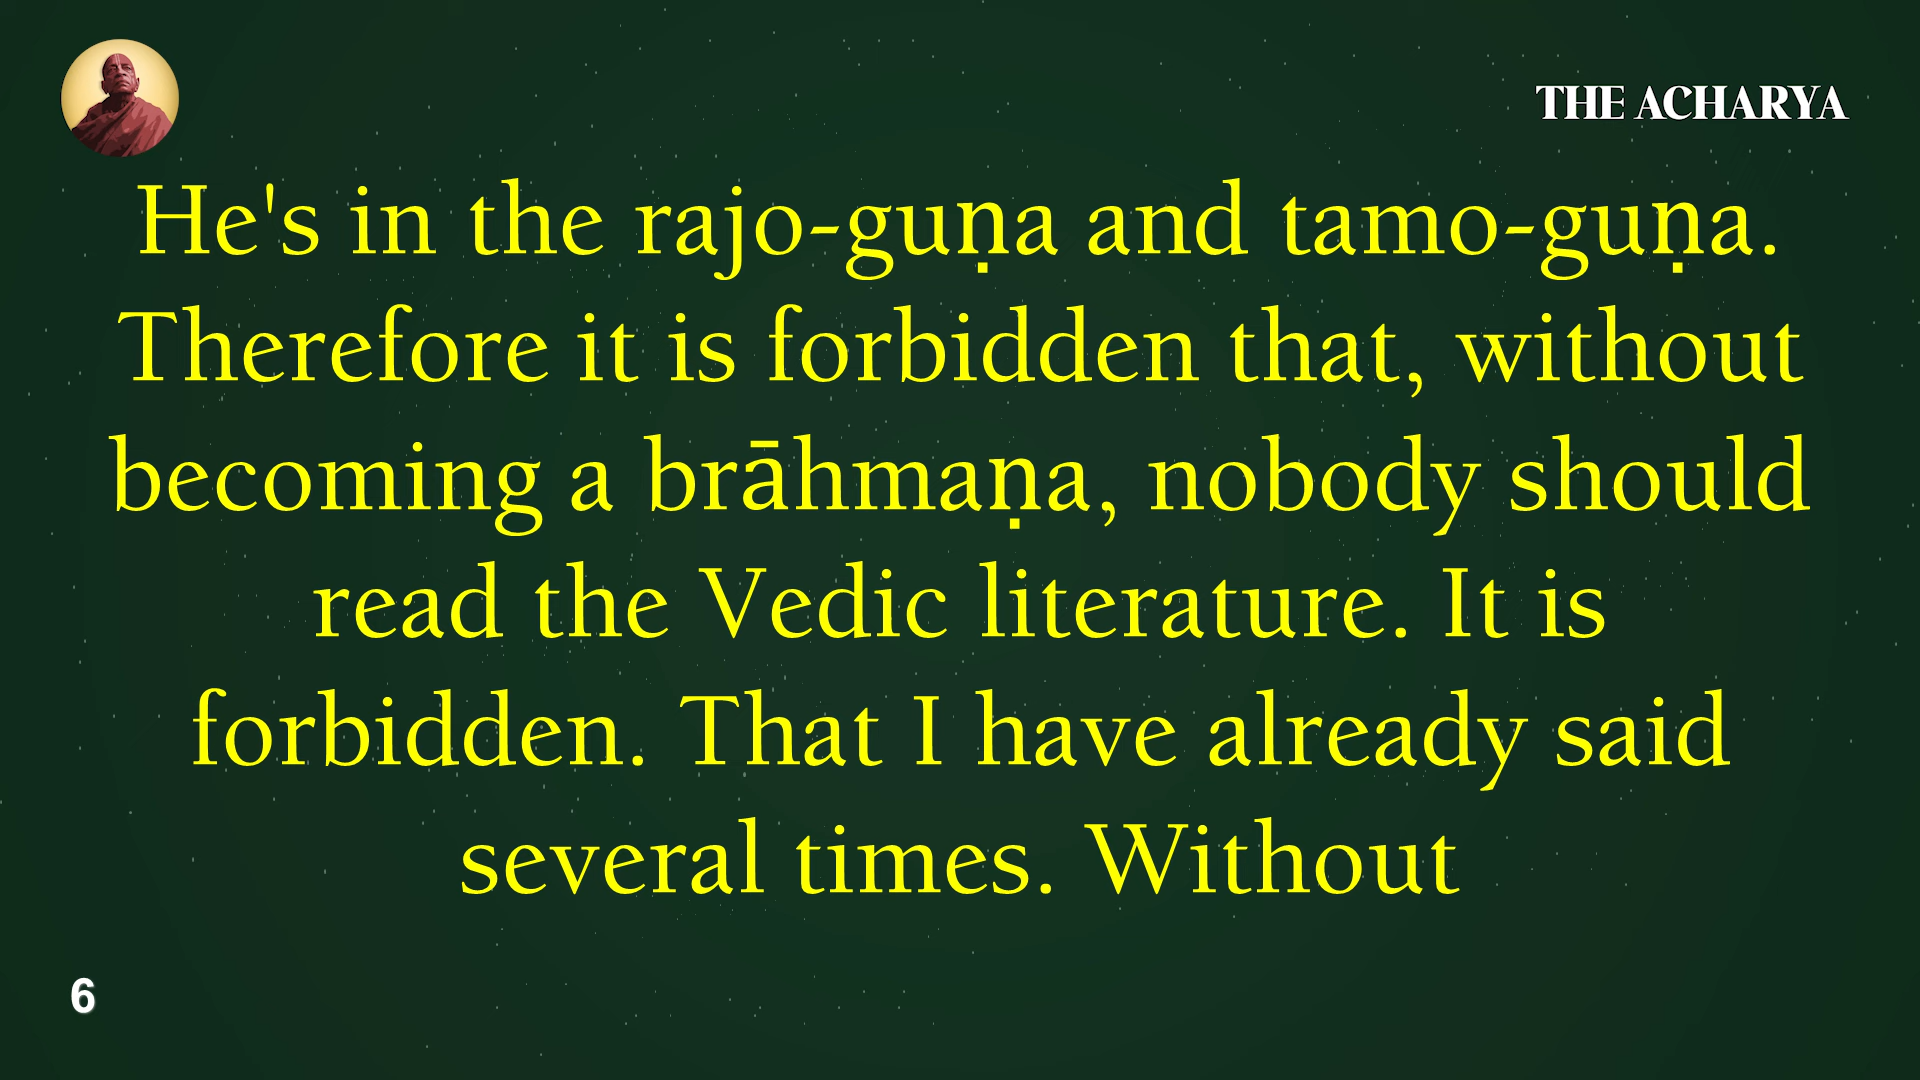 THE ACHARYA
He's in the rajo-guṇa and tamo-guṇa.
Therefore it is forbidden that, without
becoming a brāhmaṇa, nobody should
read the Vedic literature. It is
forbidden. That I have already said
several times. Without
6